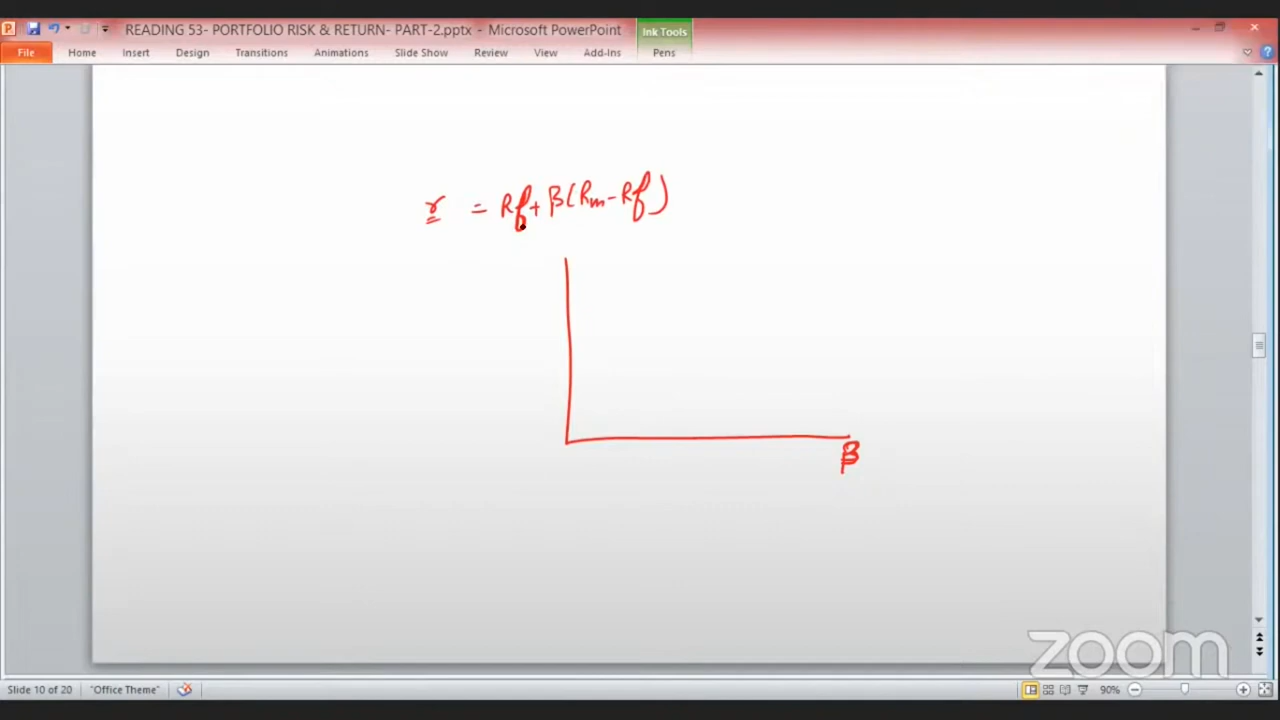 READING 53- PORTFOLIO RISK & RETURN- PART-2.pptx - Microsoft PowerPoint
Ink Tools
File Home Insert Design Transitions Animations Slide Show Review View Add-Ins Pens
r = Rf + β(Rm - Rf)
β
zoom
Slide 10 of 20 "Office Theme" 90%